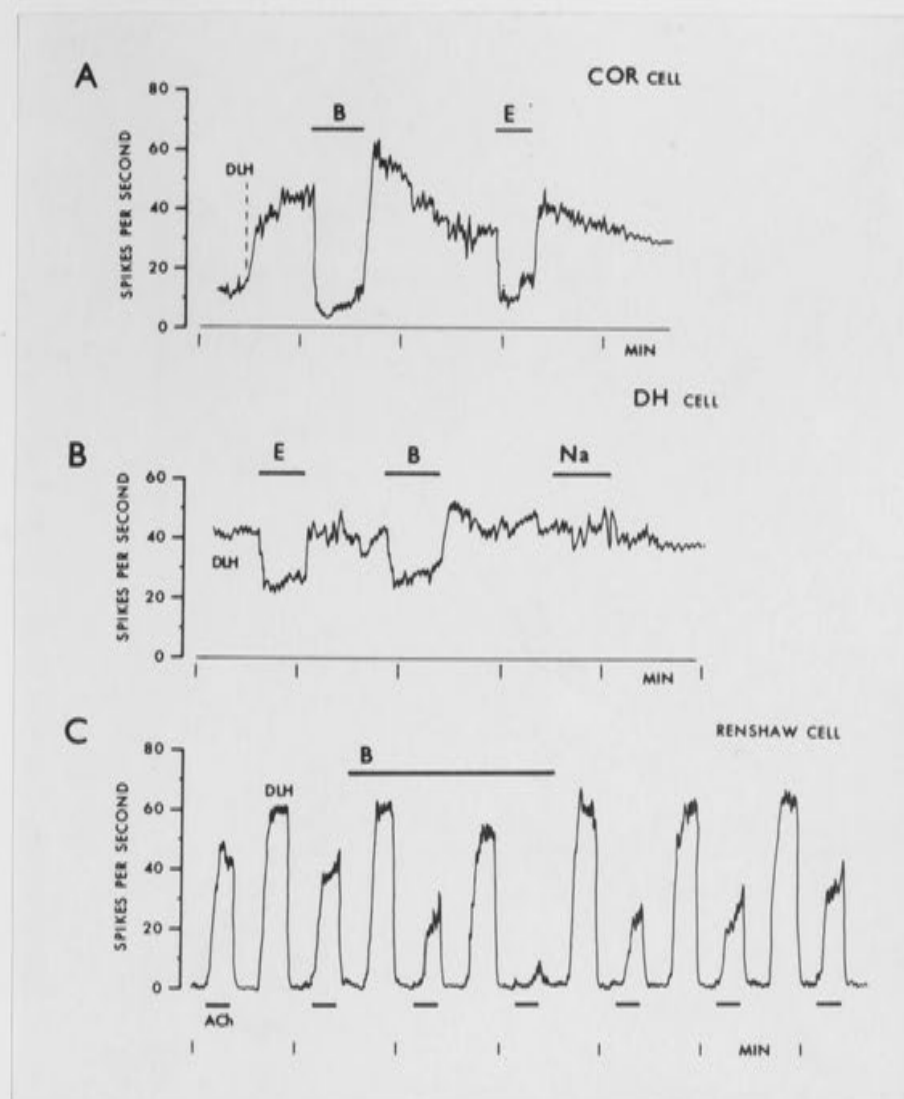 A
COR CELL
80
B
E
60
DLH
SPIKES PER SECOND
40
20
0
MIN
DH CELL
B
E
B
Na
60
40
DLH
SPIKES PER SECOND
20
0
MIN
C
RENSHAW CELL
80
B
DLH
60
SPIKES PER SECOND
40
20
0
ACh
MIN